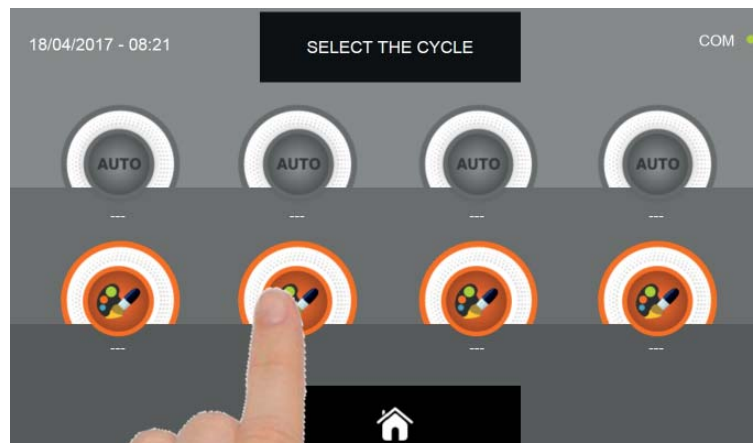 18/04/2017 - 08:21
SELECT THE CYCLE
COM
AUTO AUTO AUTO AUTO
--- --- --- ---
--- --- --- ---